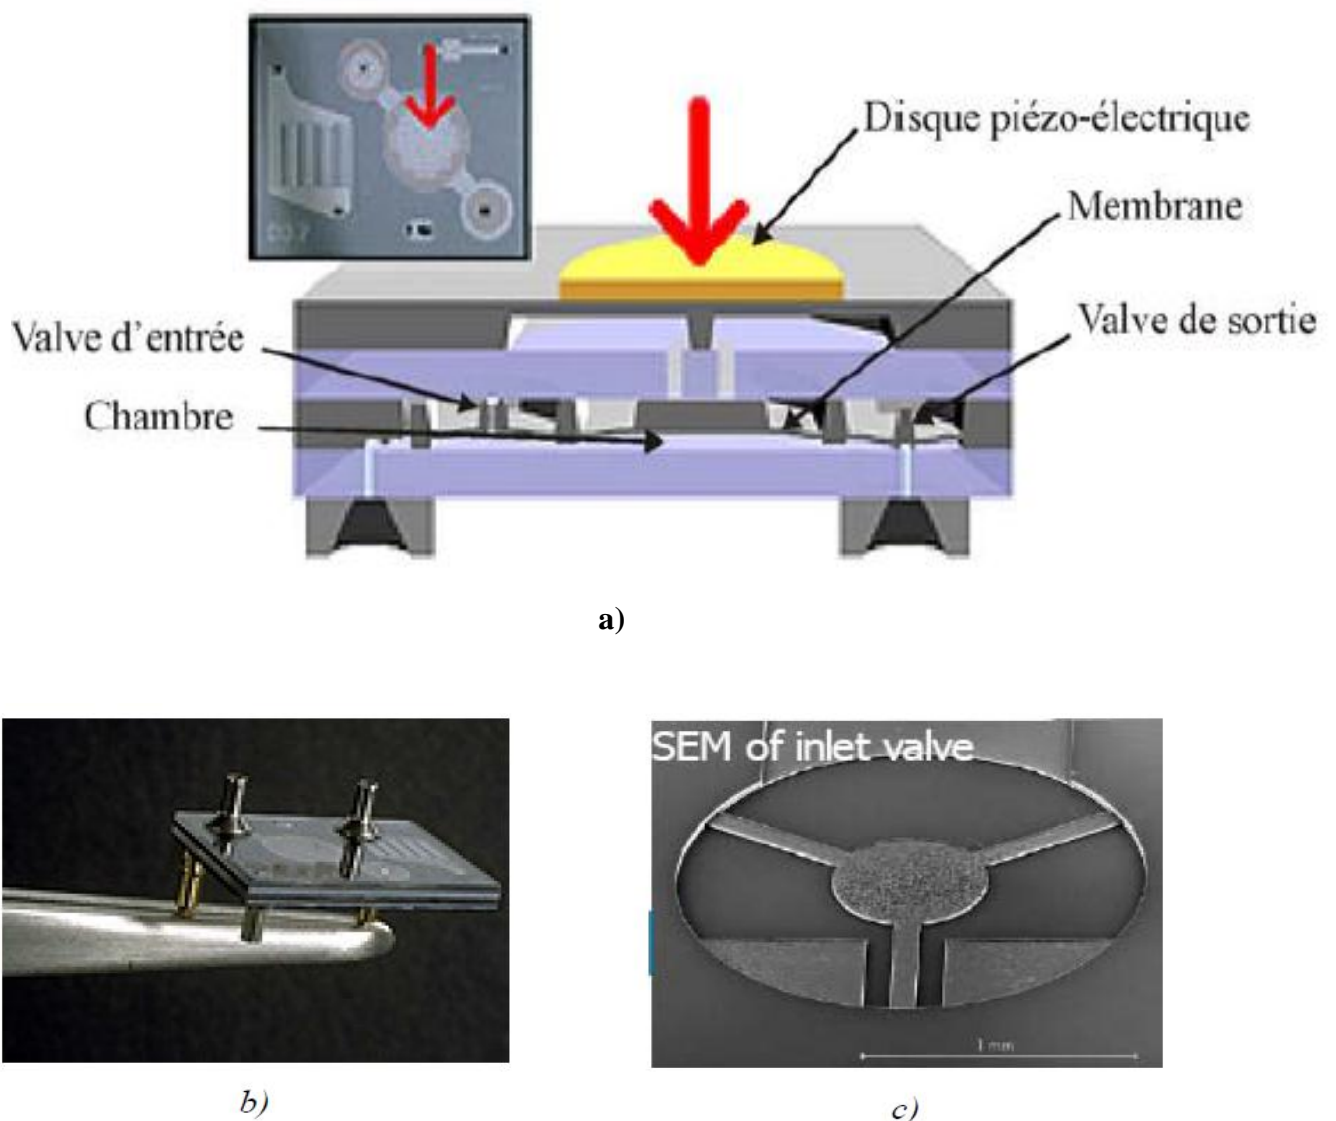 Disque piézo-électrique
Membrane
Valve d'entrée
Valve de sortie
Chambre
a)
SEM of inlet valve
1 mm
b)
c)